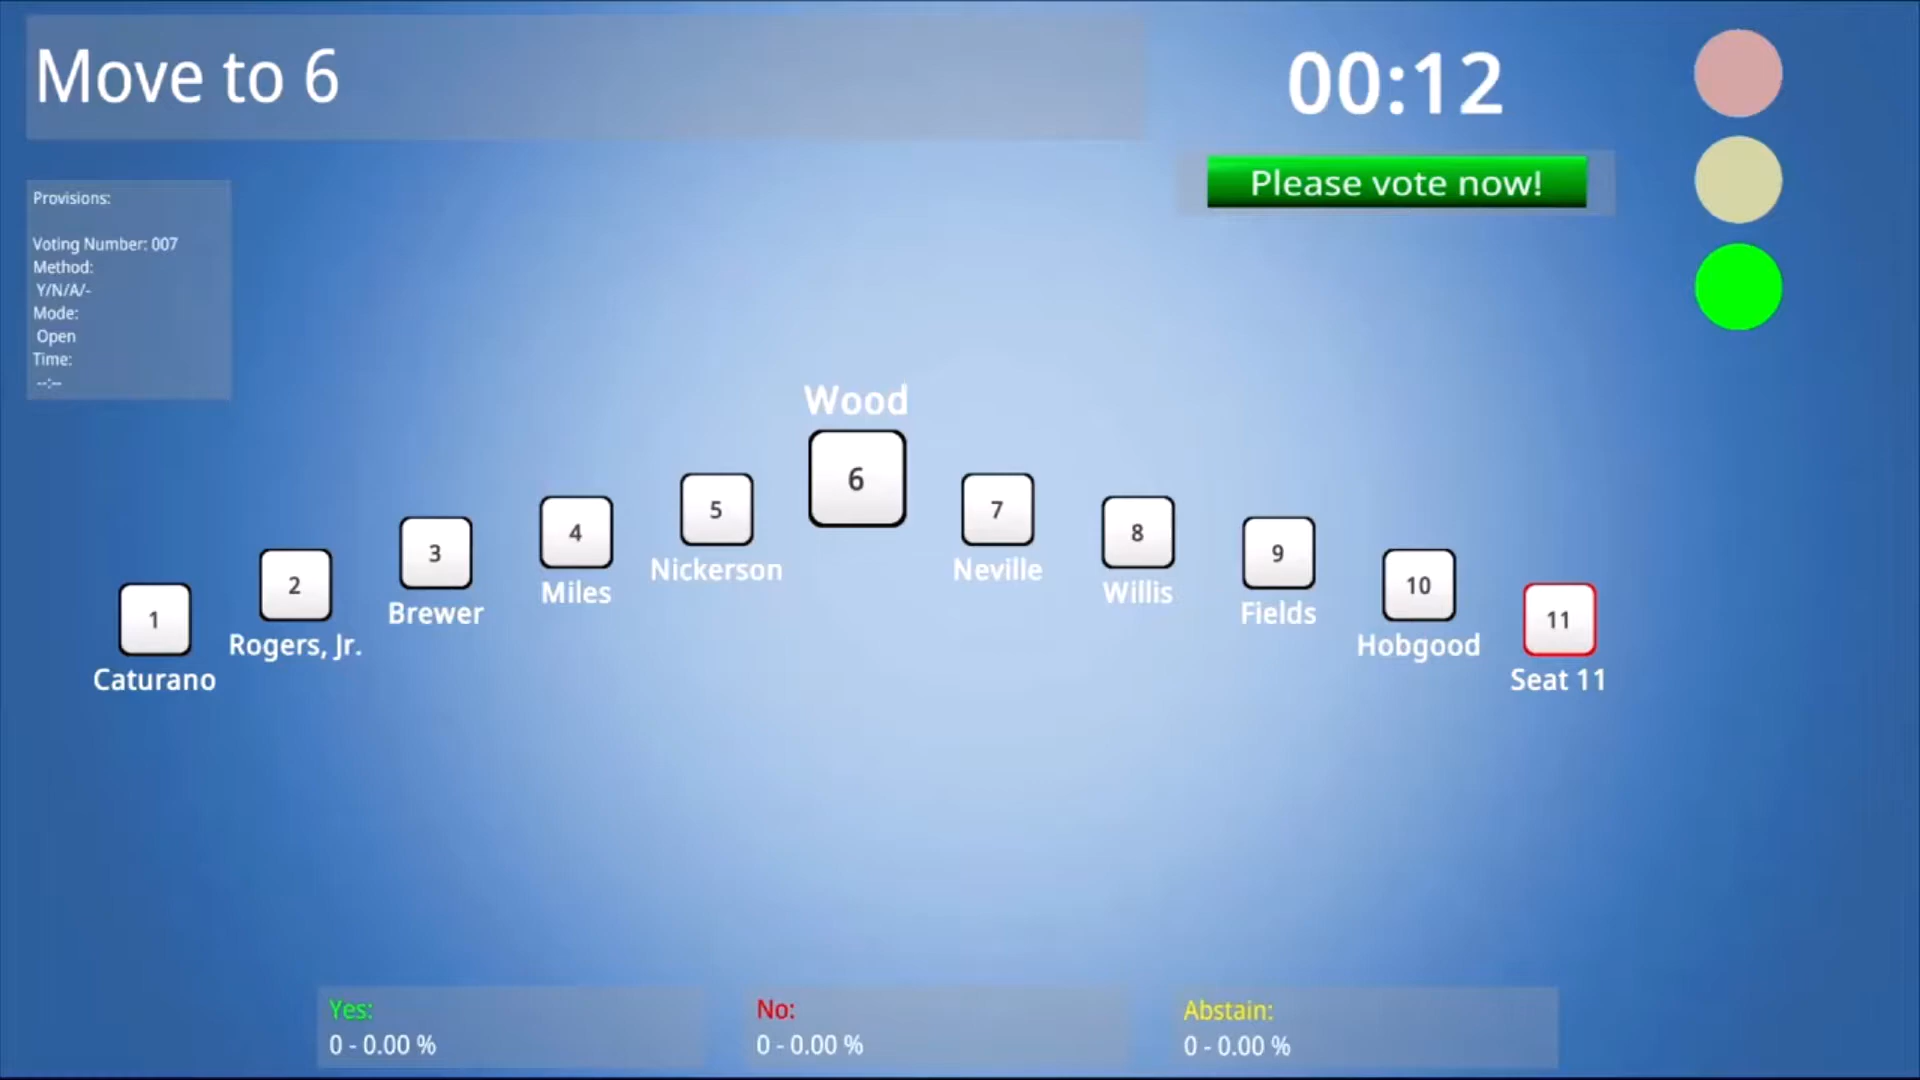 Move to 6
00:12
Please vote now!
Provisions:
Voting Number: 007
Method:
Y/N/A/-
Mode:
Open
Time:
--:--
Wood
6
5
7
Nickerson
Neville
4
8
Miles
Willis
3
9
Brewer
Fields
2
10
Rogers, Jr.
Hobgood
1
11
Caturano
Seat 11
Yes:
0 - 0.00 %
No:
0 - 0.00 %
Abstain:
0 - 0.00 %